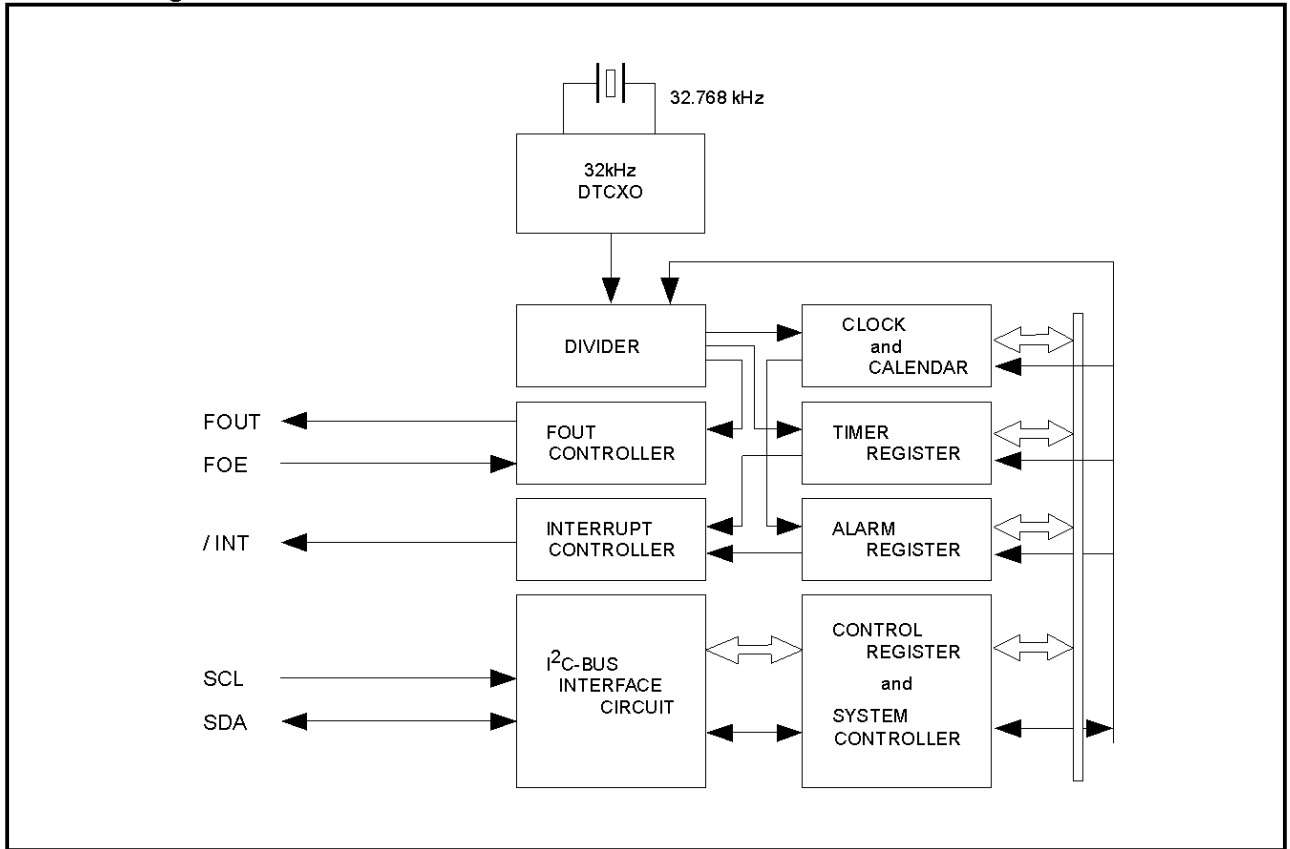 32.768 kHz
32kHz
DTCXO
DIVIDER
CLOCK
and
CALENDAR
FOUT
FOE
FOUT
CONTROLLER
TIMER
REGISTER
/ INT
INTERRUPT
CONTROLLER
ALARM
REGISTER
SCL
SDA
I²C-BUS
INTERFACE
CIRCUIT
CONTROL
REGISTER
and
SYSTEM
CONTROLLER